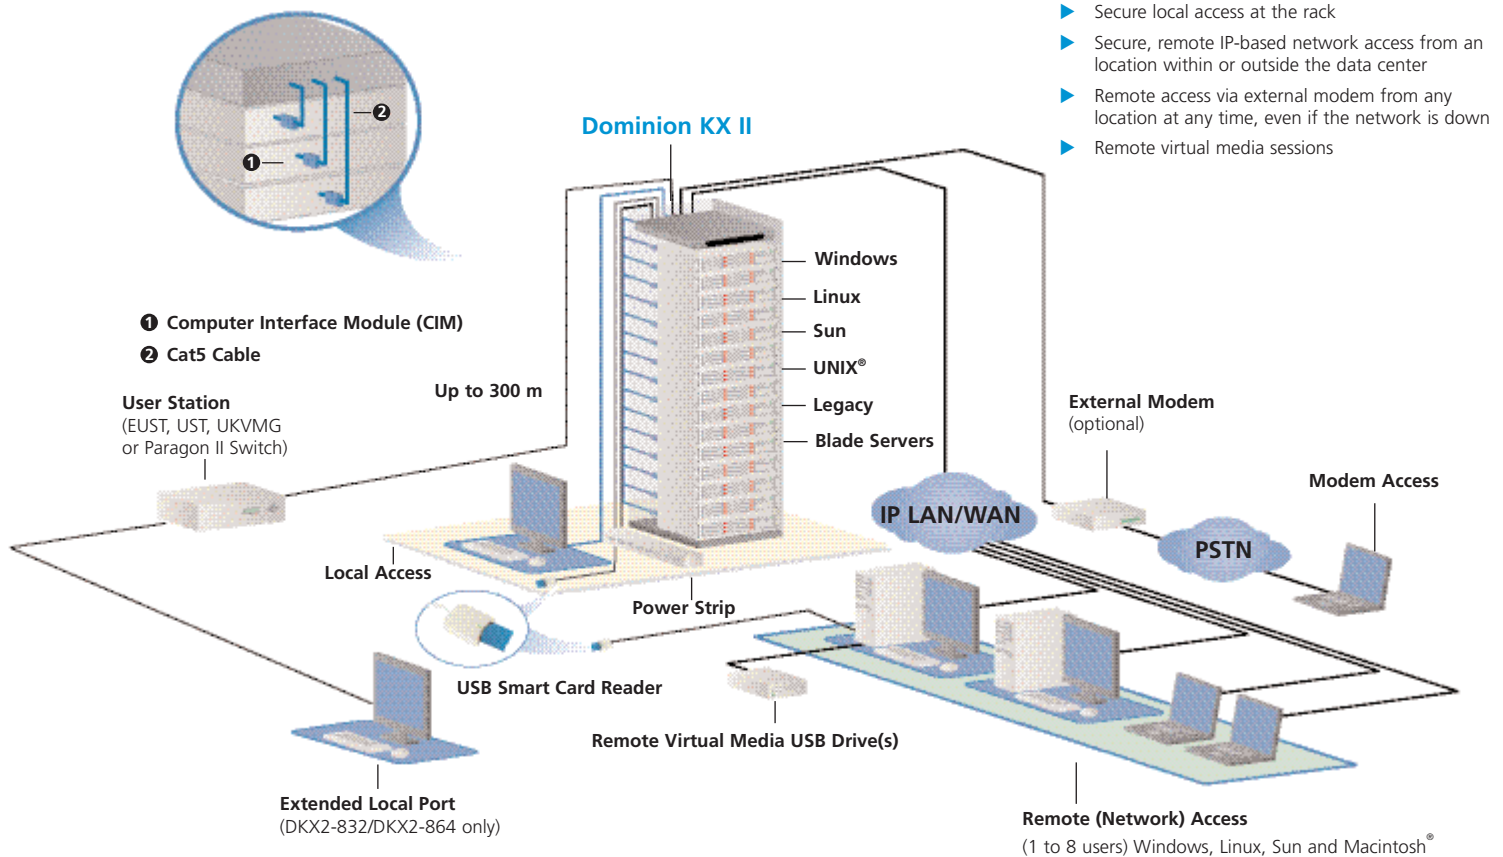 Secure local access at the rack
Secure, remote IP-based network access from an
location within or outside the data center
Remote access via external modem from any
location at any time, even if the network is down
Remote virtual media sessions
❷
❶
Dominion KX II
Windows
Linux
Sun
UNIX®
Legacy
Blade Servers
❶ Computer Interface Module (CIM)
❷ Cat5 Cable
Up to 300 m
User Station
(EUST, UST, UKVMG
or Paragon II Switch)
External Modem
(optional)
Modem Access
IP LAN/WAN
PSTN
Local Access
Power Strip
USB Smart Card Reader
Remote Virtual Media USB Drive(s)
Extended Local Port
(DKX2-832/DKX2-864 only)
Remote (Network) Access
(1 to 8 users) Windows, Linux, Sun and Macintosh®